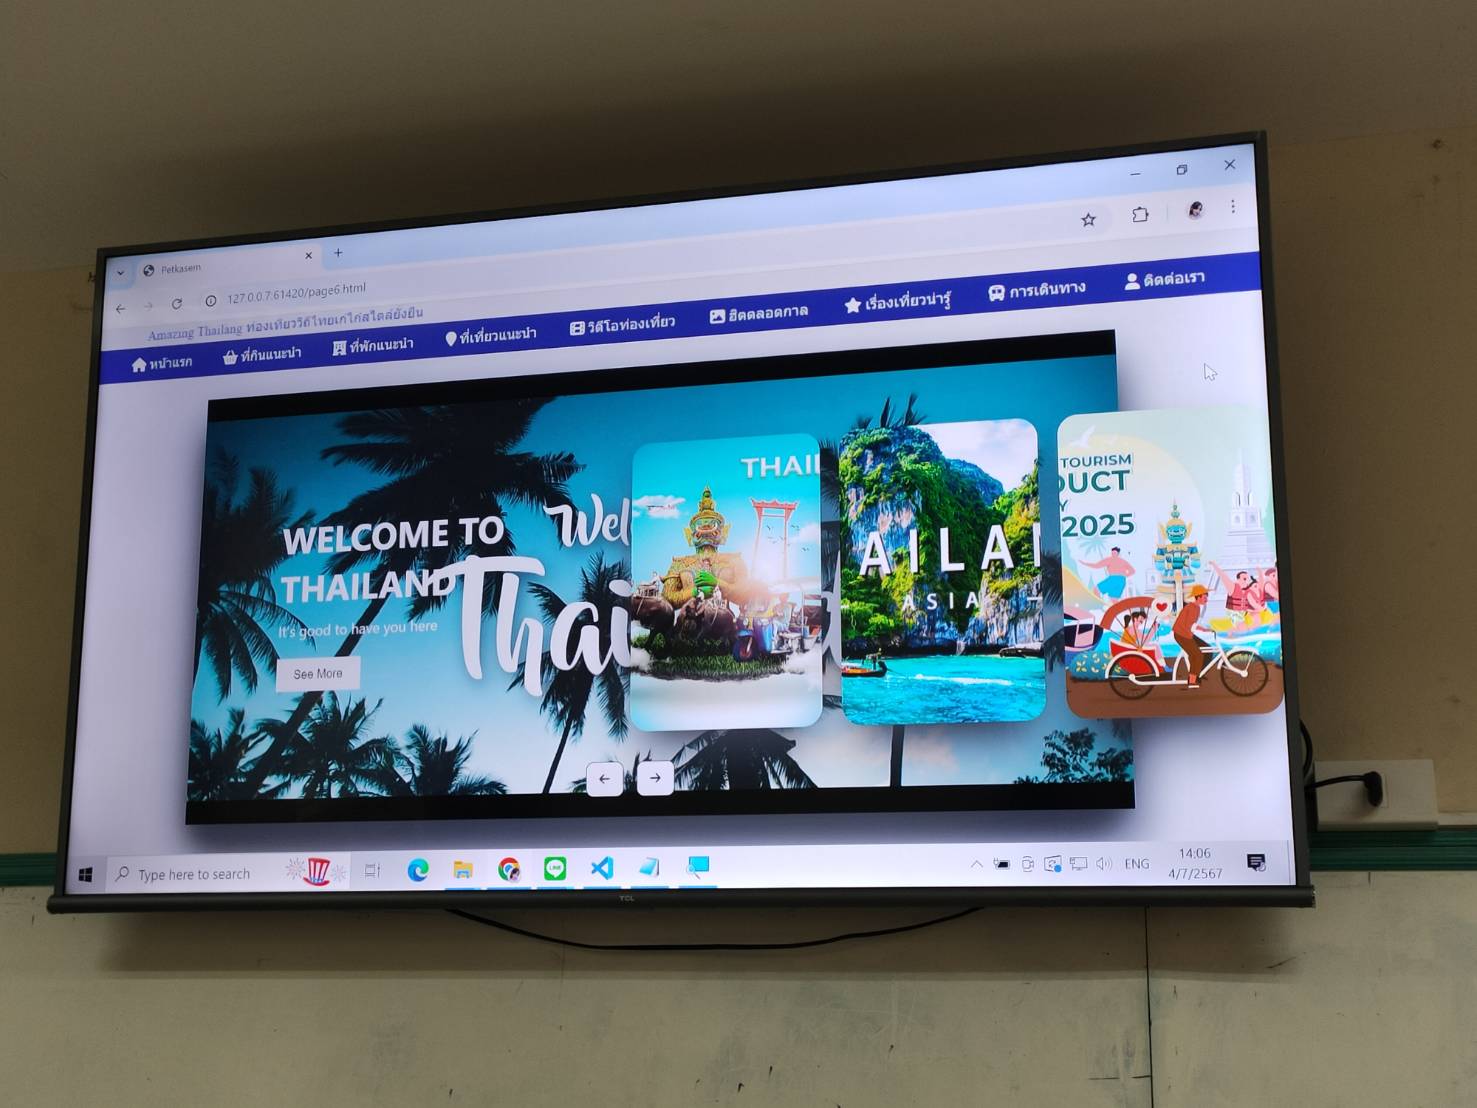 Petkasem
127.0.0.7:61420/page6.html
Amazing Thailang ท่องเที่ยววิถีไทยเก๋ไก๋สไตล์ยั่งยืน
หน้าแรก ที่กินแนะนำ ที่พักแนะนำ ที่เที่ยวแนะนำ วิดีโอท่องเที่ยว ฮิตตลอดกาล เรื่องเที่ยวน่ารู้ การเดินทาง ติดต่อเรา
WELCOME TO
THAILAND
It's good to have you here
See More
Wel
Thai
THAI
AILAN
ASIA
TOURISM
DUCT
Y
2025
Type here to search
LINE
ENG
14:06
4/7/2567
TCL